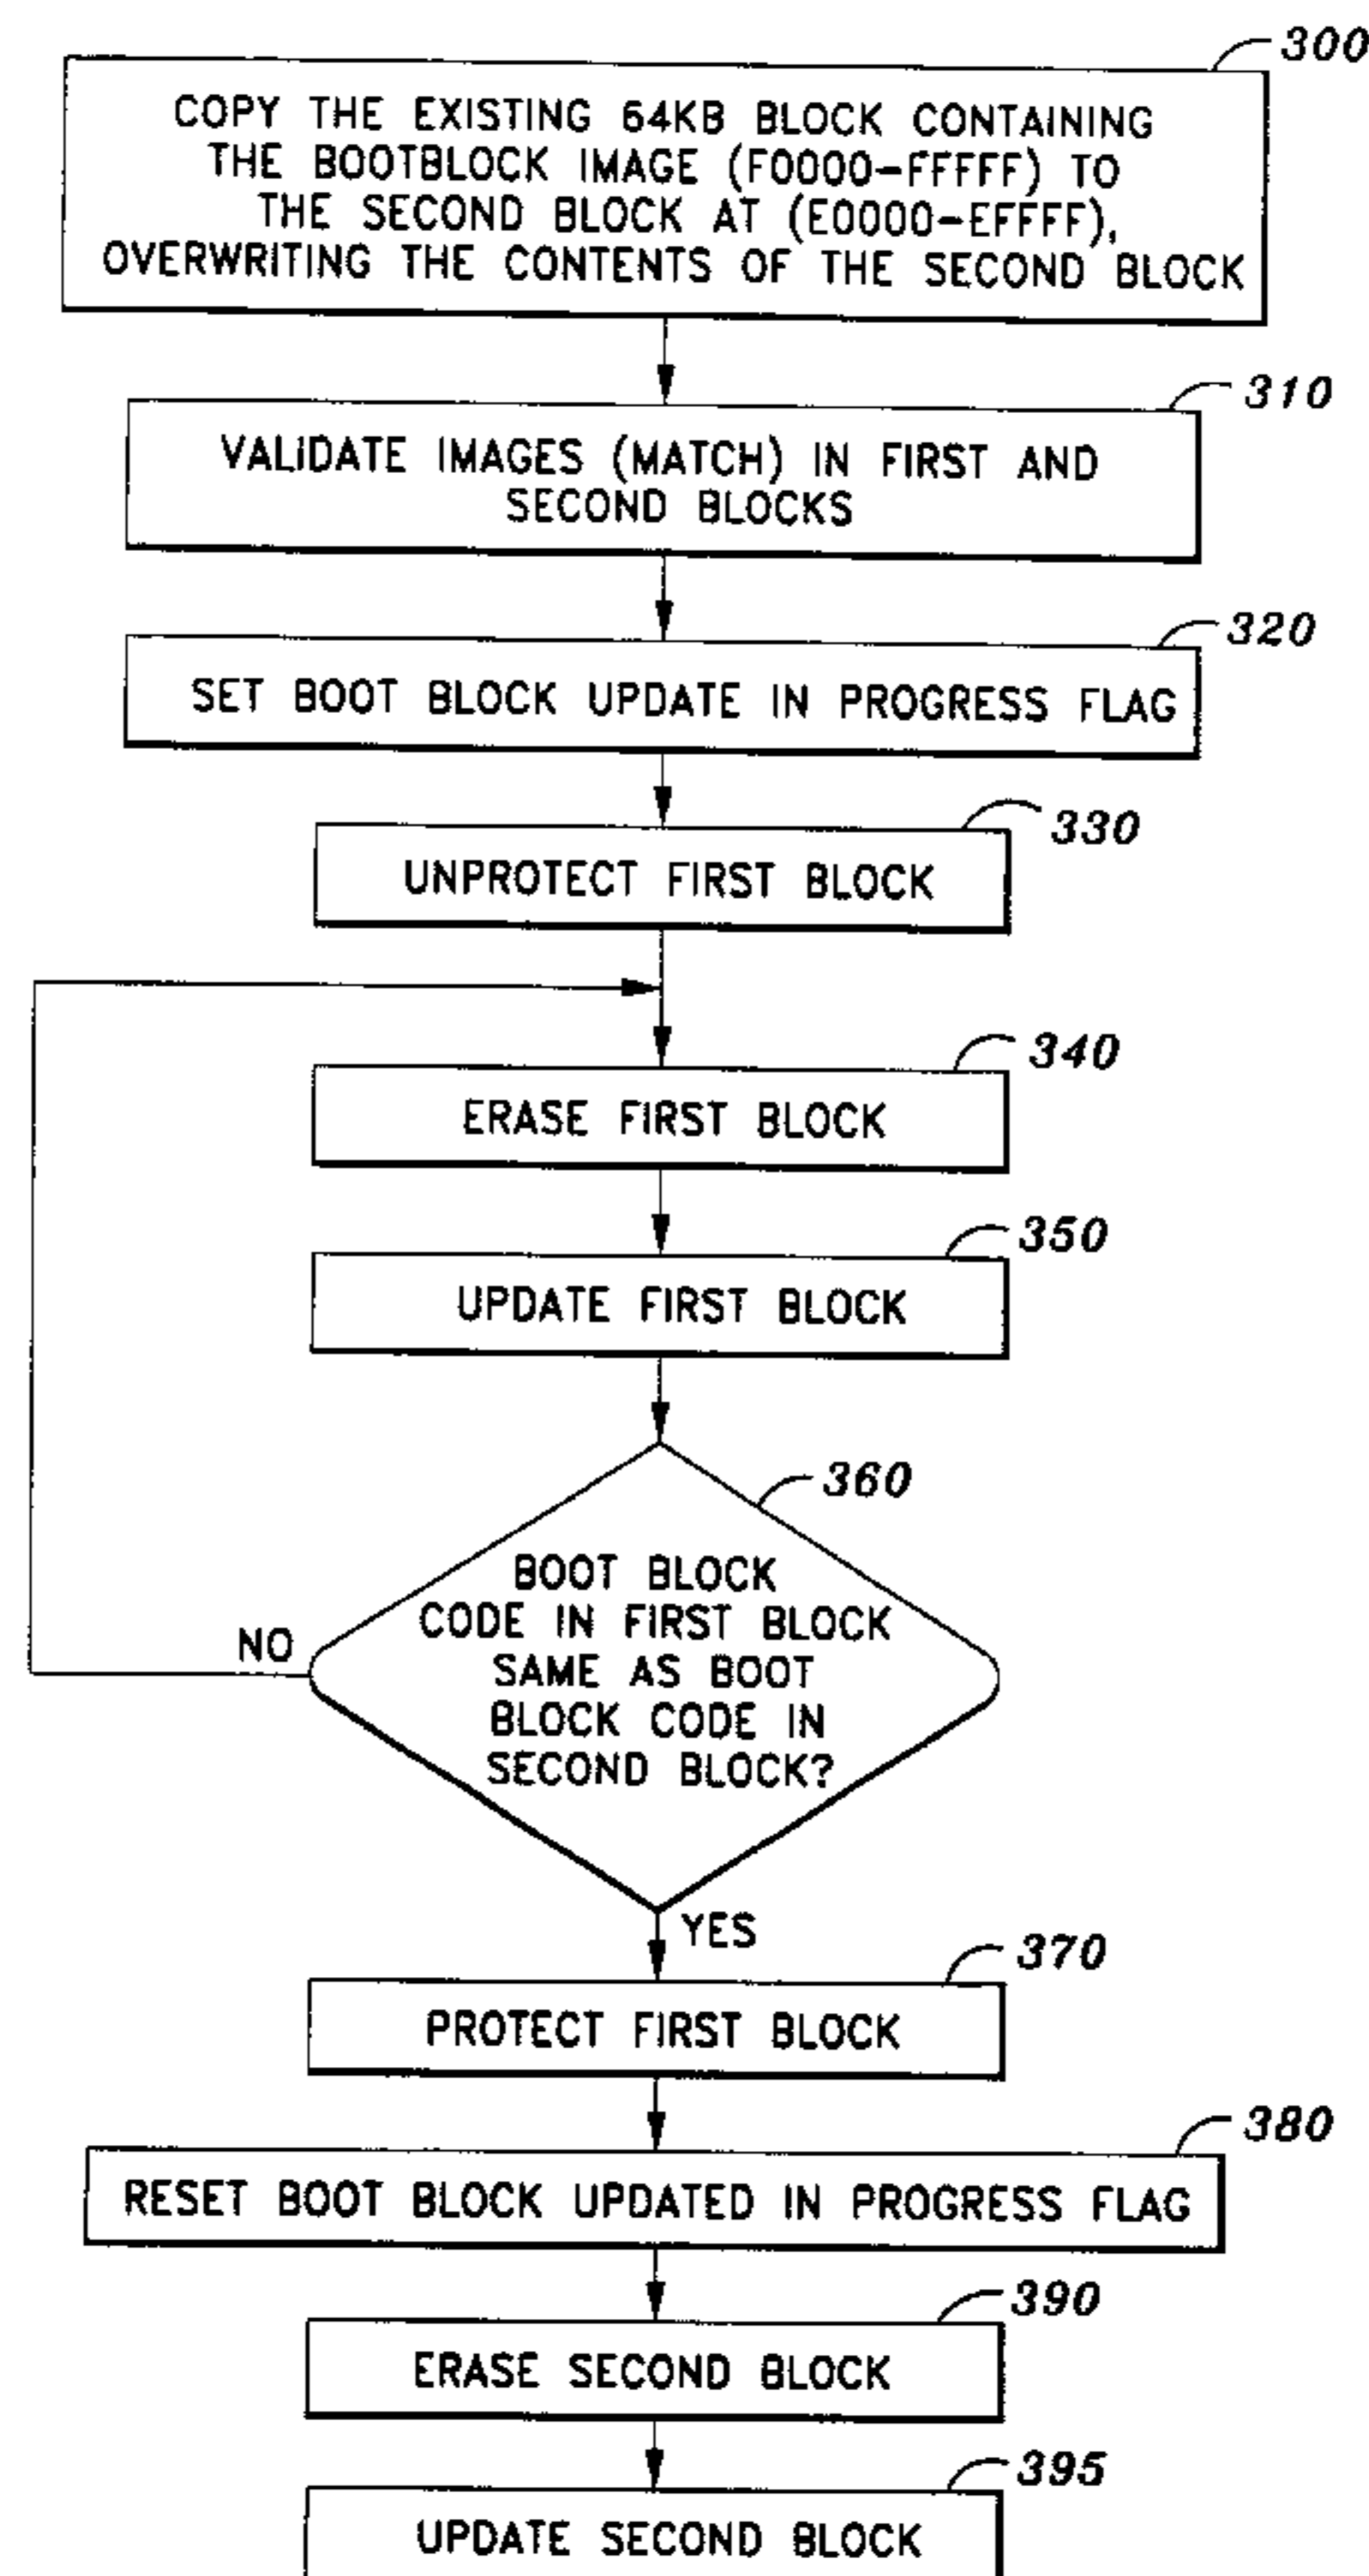 300
COPY THE EXISTING 64KB BLOCK CONTAINING
THE BOOTBLOCK IMAGE (F0000-FFFFF) TO
THE SECOND BLOCK AT (E0000-EFFFF),
OVERWRITING THE CONTENTS OF THE SECOND BLOCK
310
VALIDATE IMAGES (MATCH) IN FIRST AND
SECOND BLOCKS
320
SET BOOT BLOCK UPDATE IN PROGRESS FLAG
330
UNPROTECT FIRST BLOCK
340
ERASE FIRST BLOCK
350
UPDATE FIRST BLOCK
360
BOOT BLOCK
CODE IN FIRST BLOCK
SAME AS BOOT
BLOCK CODE IN
SECOND BLOCK?
NO
YES
370
PROTECT FIRST BLOCK
380
RESET BOOT BLOCK UPDATED IN PROGRESS FLAG
390
ERASE SECOND BLOCK
395
UPDATE SECOND BLOCK